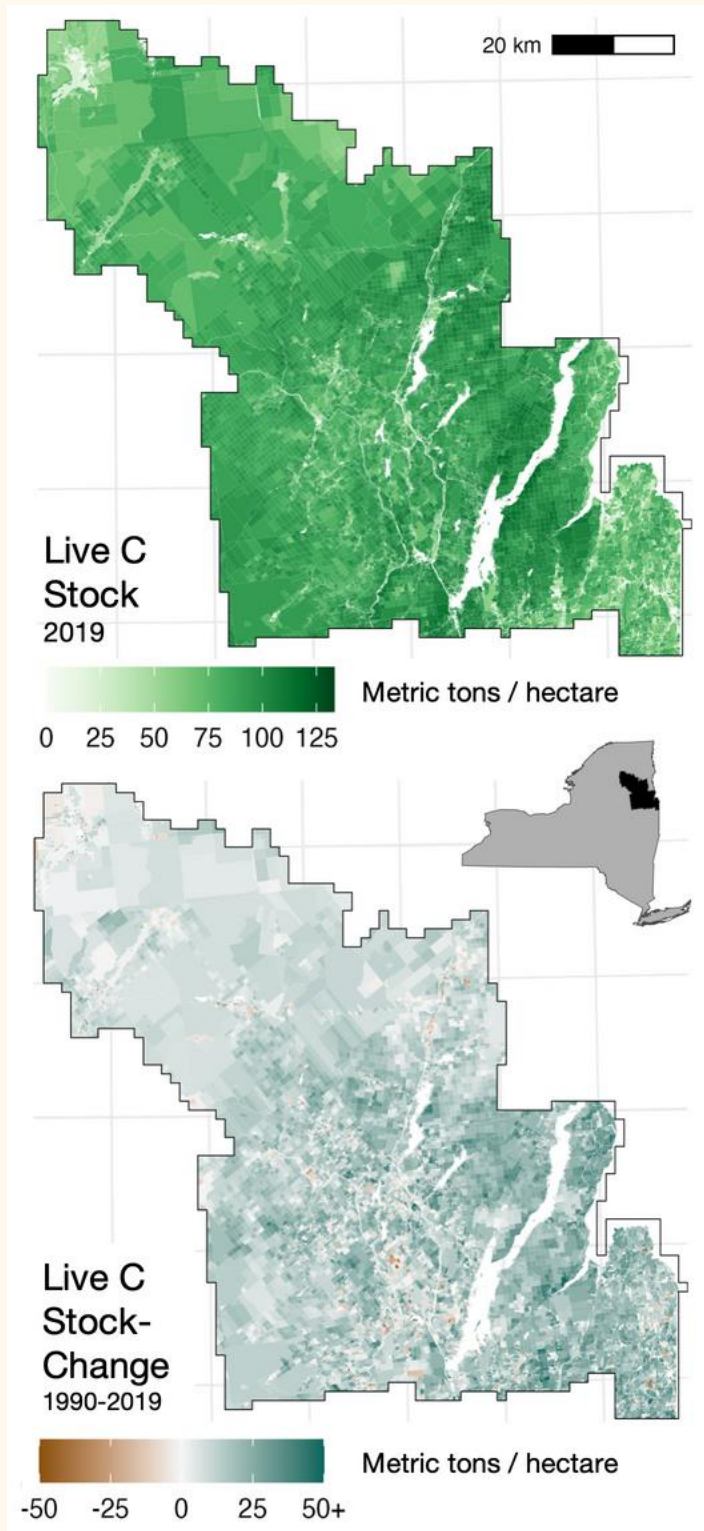 20 km
Live C
Stock
2019
Metric tons / hectare
0 25 50 75 100 125
Live C
Stock-
Change
1990-2019
Metric tons / hectare
-50 -25 0 25 50+